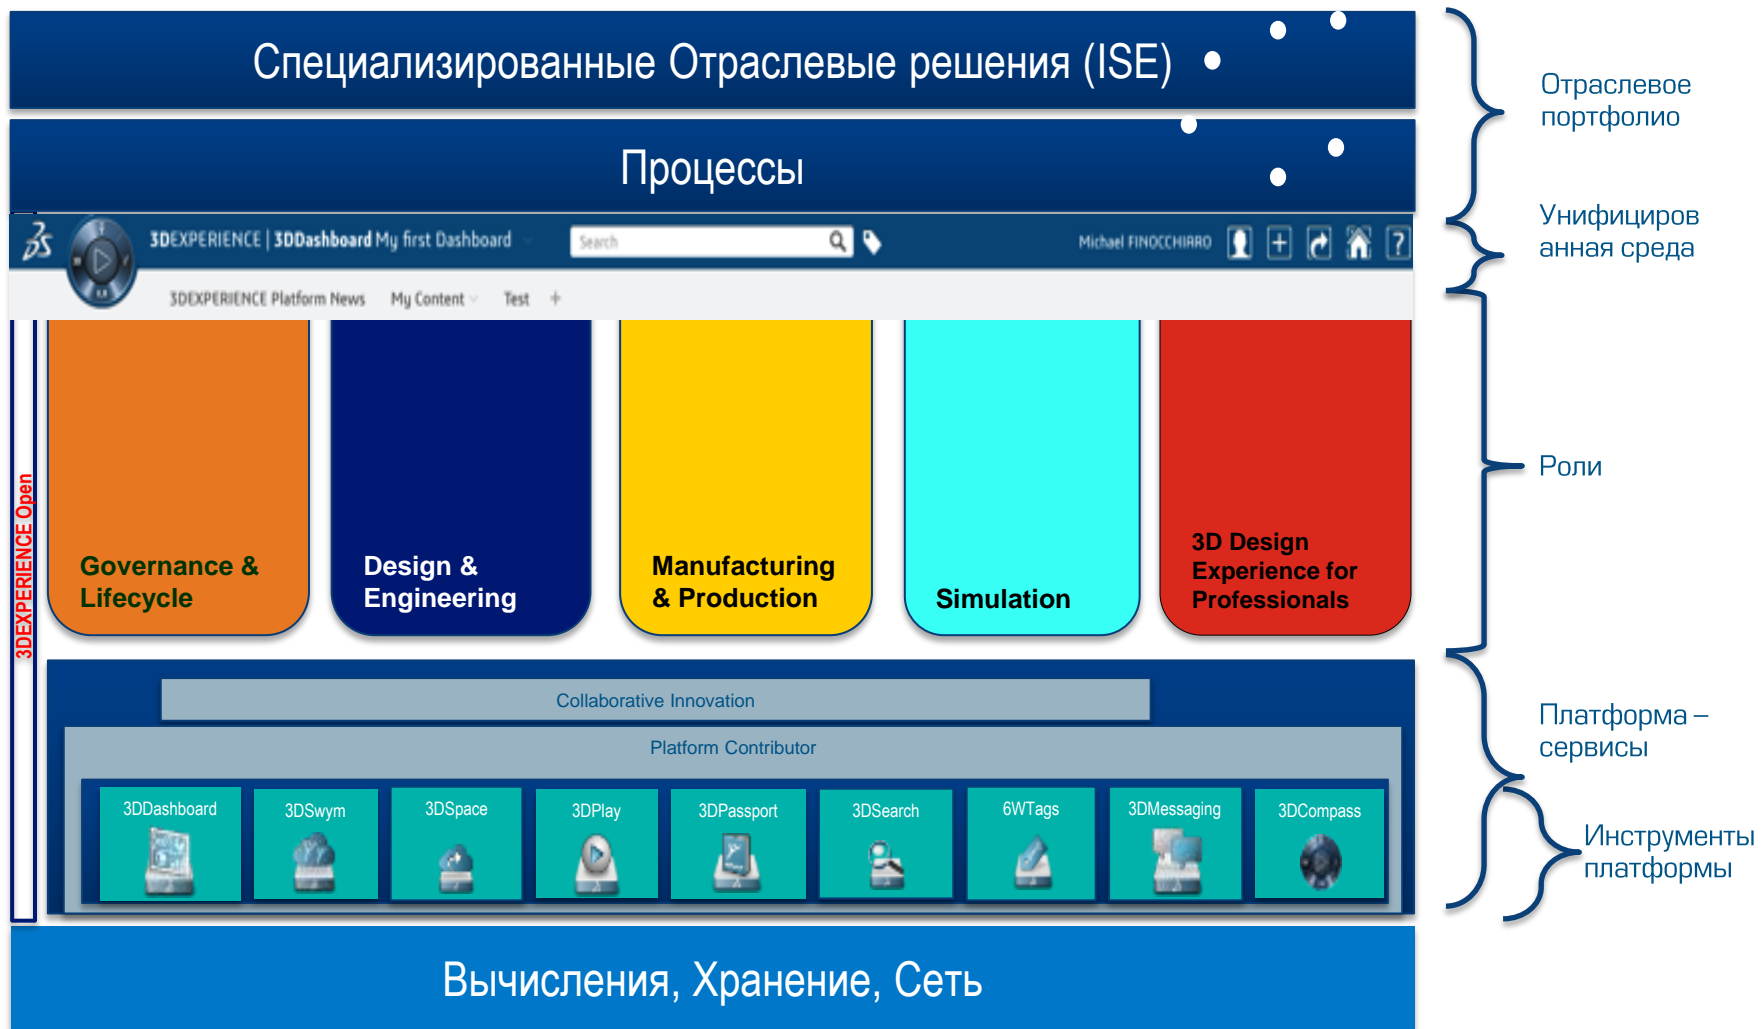 Специализированные Отраслевые решения (ISE)
Отраслевое
портфолио
Процессы
Унифициров
анная среда
3DEXPERIENCE | 3DDashboard My first Dashboard
Search
Michael FINOCCHIARO
3DEXPERIENCE Platform News
My Content
Test
3DEXPERIENCE Open
Governance &
Lifecycle
Design &
Engineering
Manufacturing
& Production
Simulation
3D Design
Experience for
Professionals
Роли
Collaborative Innovation
Platform Contributor
Платформа –
сервисы
3DDashboard
3DSwym
3DSpace
3DPlay
3DPassport
3DSearch
6WTags
3DMessaging
3DCompass
Инструменты
платформы
Вычисления, Хранение, Сеть